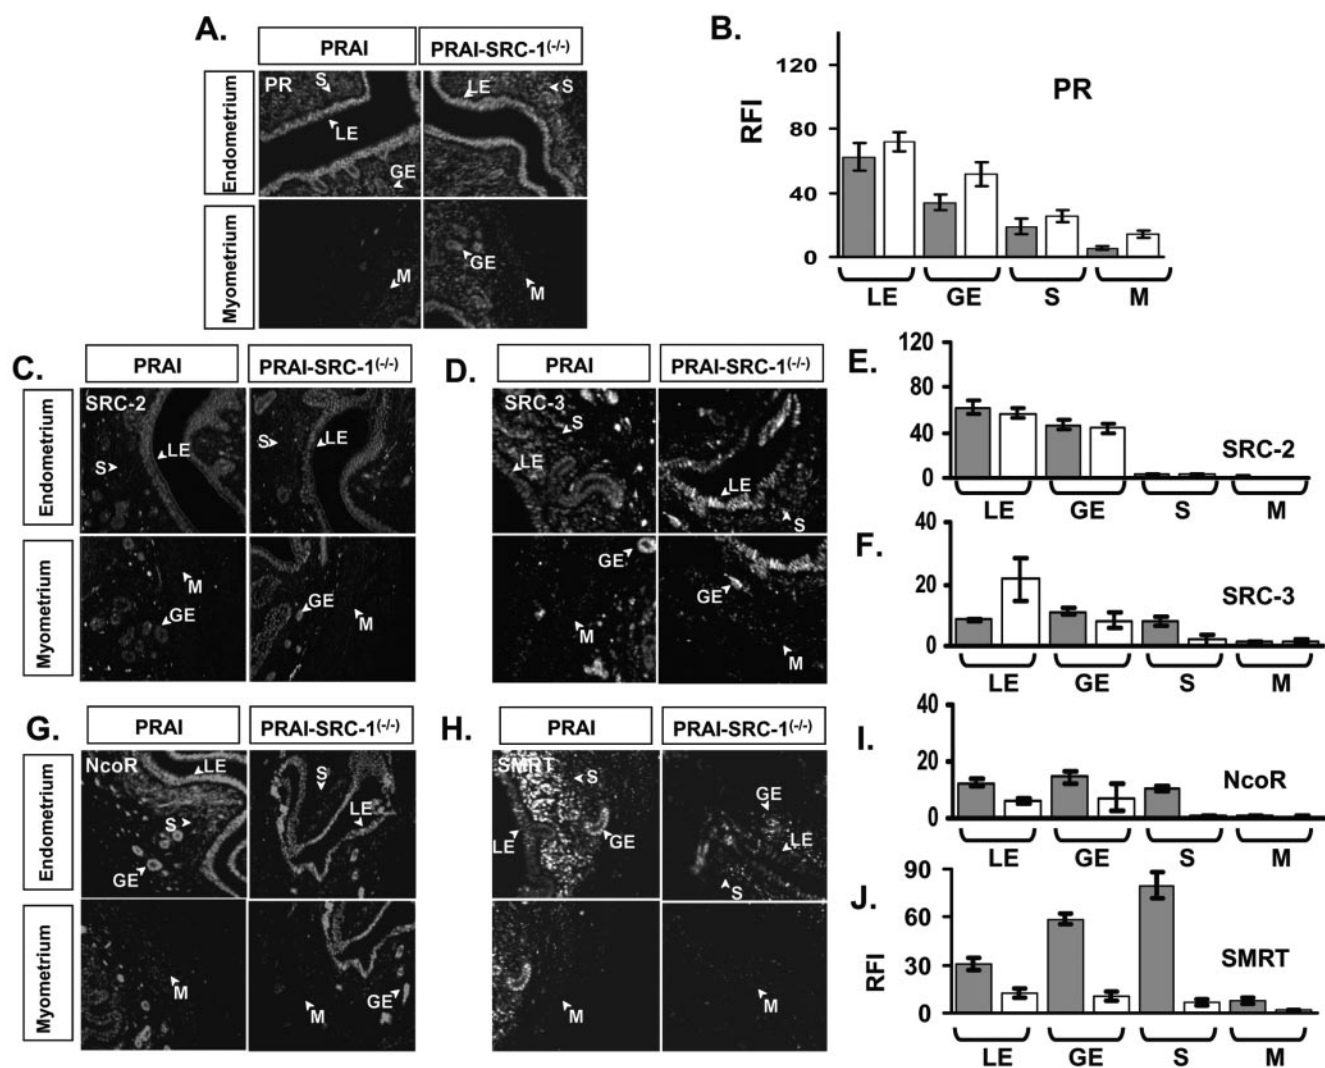 A.
PRAI
PRAI-SRC-1(-/-)
Endometrium
Myometrium
PR
S
LE
GE
LE
S
M
GE
M
B.
RFI
120
80
40
0
PR
LE GE S M
C.
PRAI
PRAI-SRC-1(-/-)
Endometrium
Myometrium
SRC-2
S
LE
S
LE
M
GE
GE
M
D.
PRAI
PRAI-SRC-1(-/-)
SRC-3
S
LE
LE
S
GE
M
GE
M
E.
120
80
40
0
SRC-2
LE GE S M
F.
40
20
0
SRC-3
LE GE S M
G.
PRAI
PRAI-SRC-1(-/-)
Endometrium
Myometrium
NcoR
LE
S
GE
S
LE
M
M
GE
H.
PRAI
PRAI-SRC-1(-/-)
SMRT
S
LE
GE
GE
LE
S
M
M
I.
40
20
0
NcoR
LE GE S M
J.
RFI
90
60
30
0
SMRT
LE GE S M